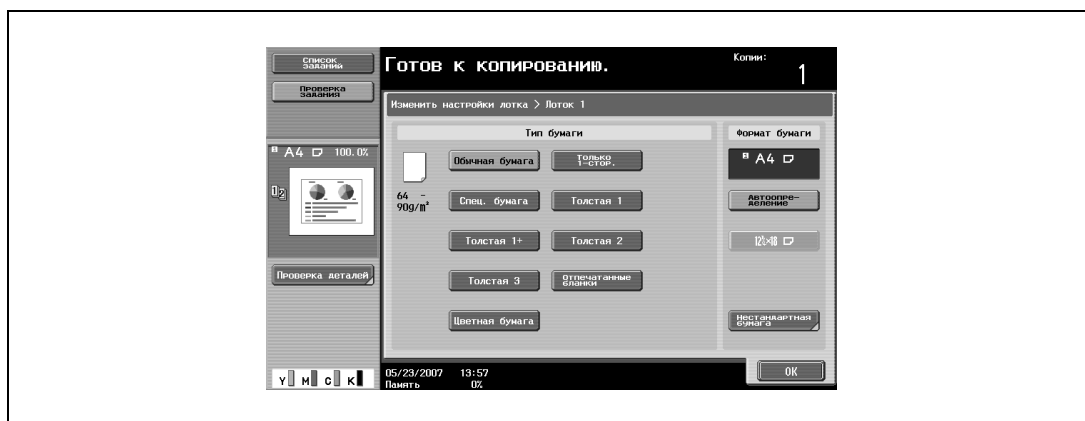 Список заданий
Готов к копированию.
Копии:
1
Проверка задания
Изменить настройки лотка > Лоток 1
Тип бумаги
Формат бумаги
A4 100.0%
64 - 90g/m²
Обычная бумага
ТОЛЬКО 1-СТОР.
A4
Спец. бумага
Толстая 1
Автоопре-
деление
Толстая 1+
Толстая 2
12¼×18
Проверка деталей
Толстая 3
Отпечатанные бланки
Цветная бумага
Нестандартная бумага
Y M C K
05/23/2007 13:57
Память 0%
OK